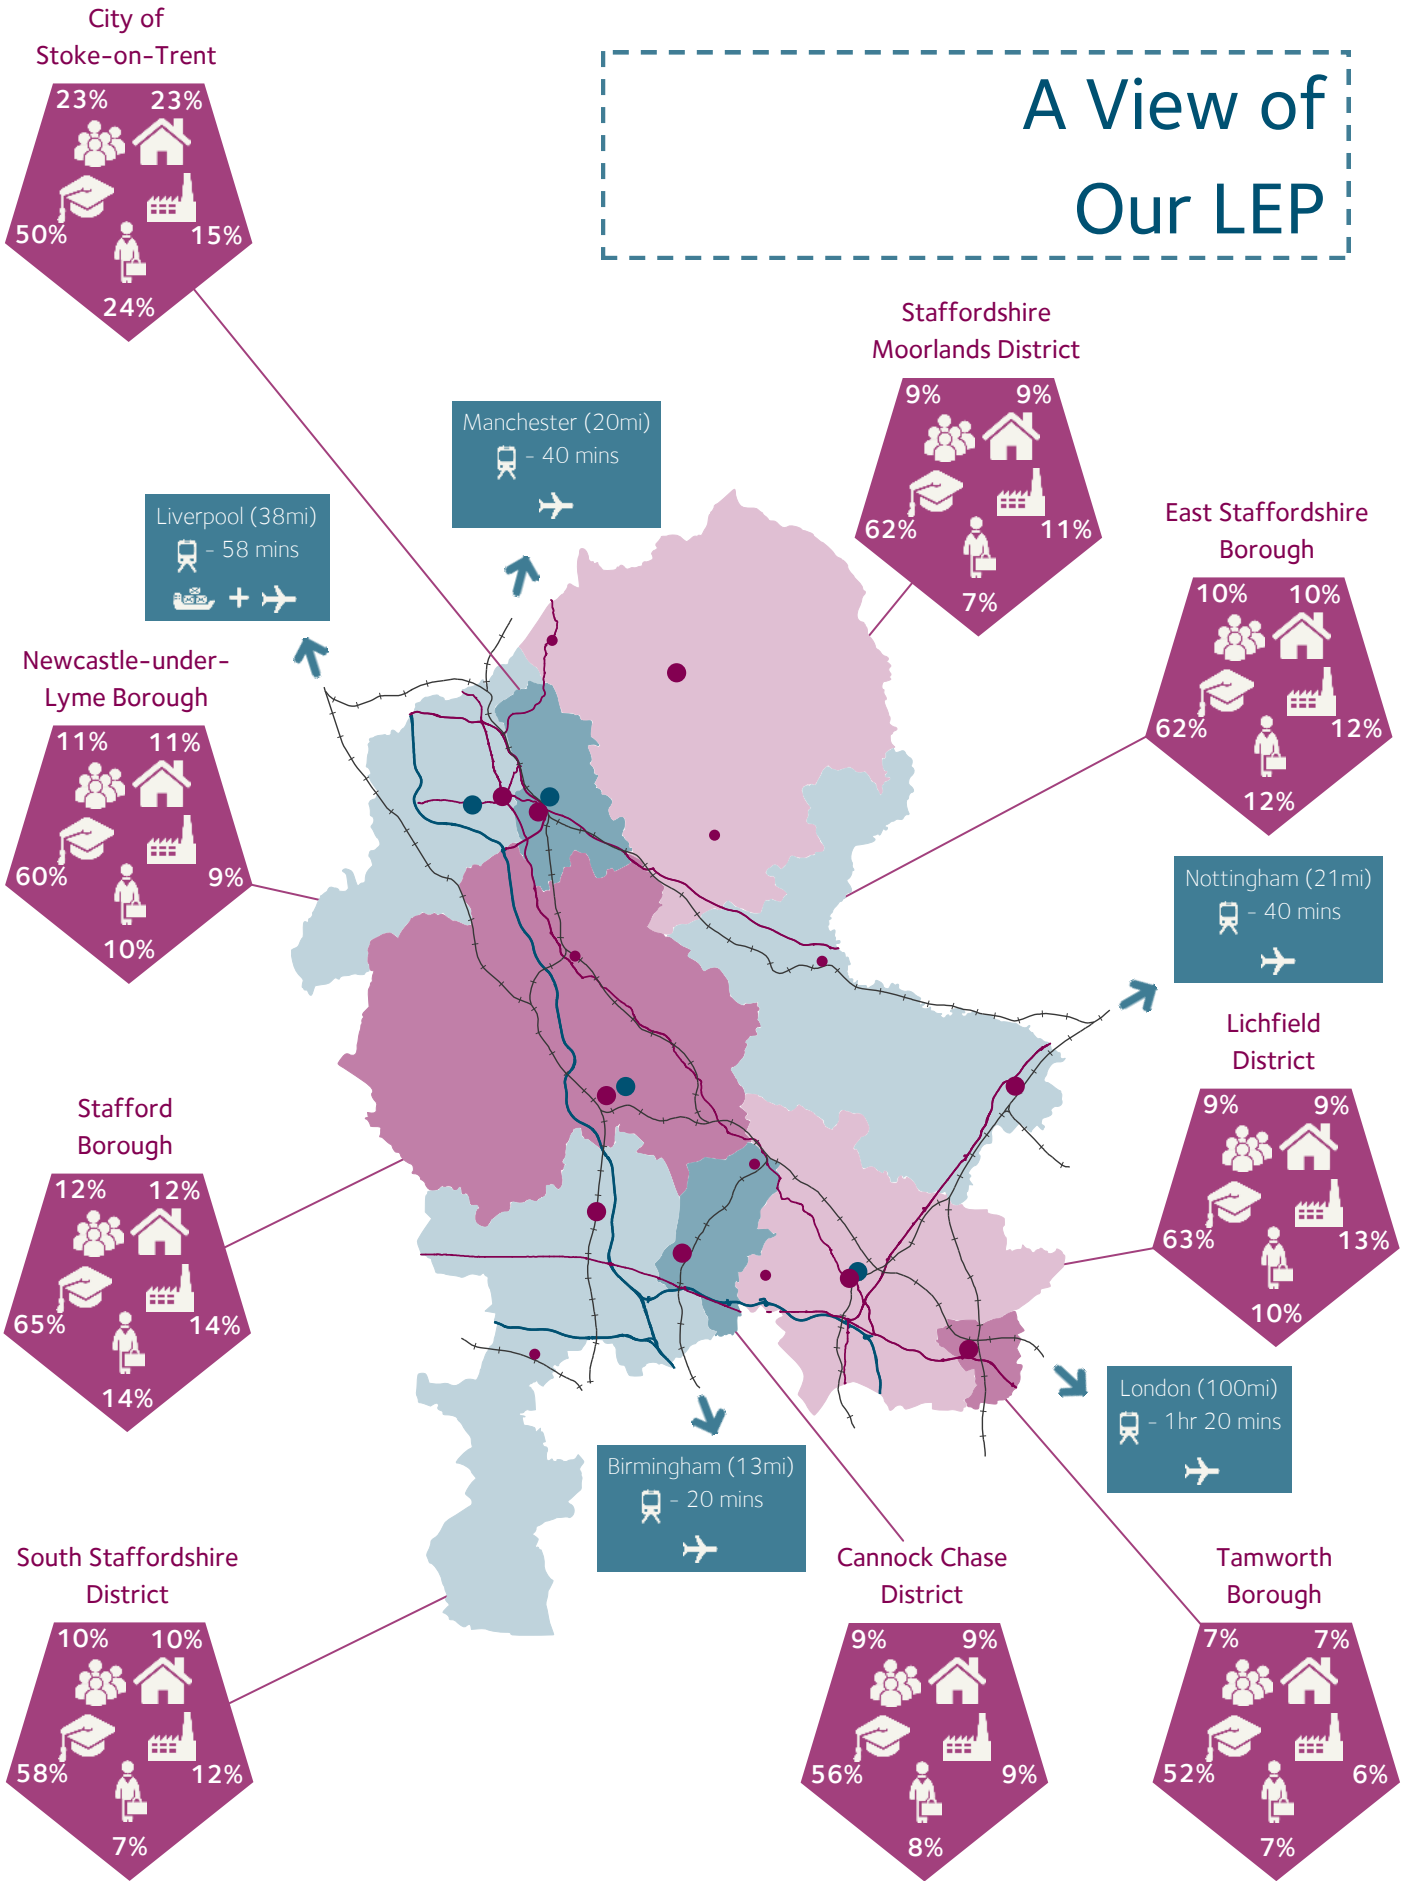 City of
Stoke-on-Trent
23% 23%
50% 15%
24%
A View of
Our LEP
Staffordshire
Moorlands District
9% 9%
62% 11%
7%
Manchester (20mi)
- 40 mins
Liverpool (38mi)
- 58 mins
+
East Staffordshire
Borough
10% 10%
62% 12%
12%
Newcastle-under-
Lyme Borough
11% 11%
60% 9%
10%
Nottingham (21mi)
- 40 mins
Lichfield
District
9% 9%
63% 13%
10%
Stafford
Borough
12% 12%
65% 14%
14%
London (100mi)
- 1hr 20 mins
Birmingham (13mi)
- 20 mins
South Staffordshire
District
10% 10%
58% 12%
7%
Cannock Chase
District
9% 9%
56% 9%
8%
Tamworth
Borough
7% 7%
52% 6%
7%